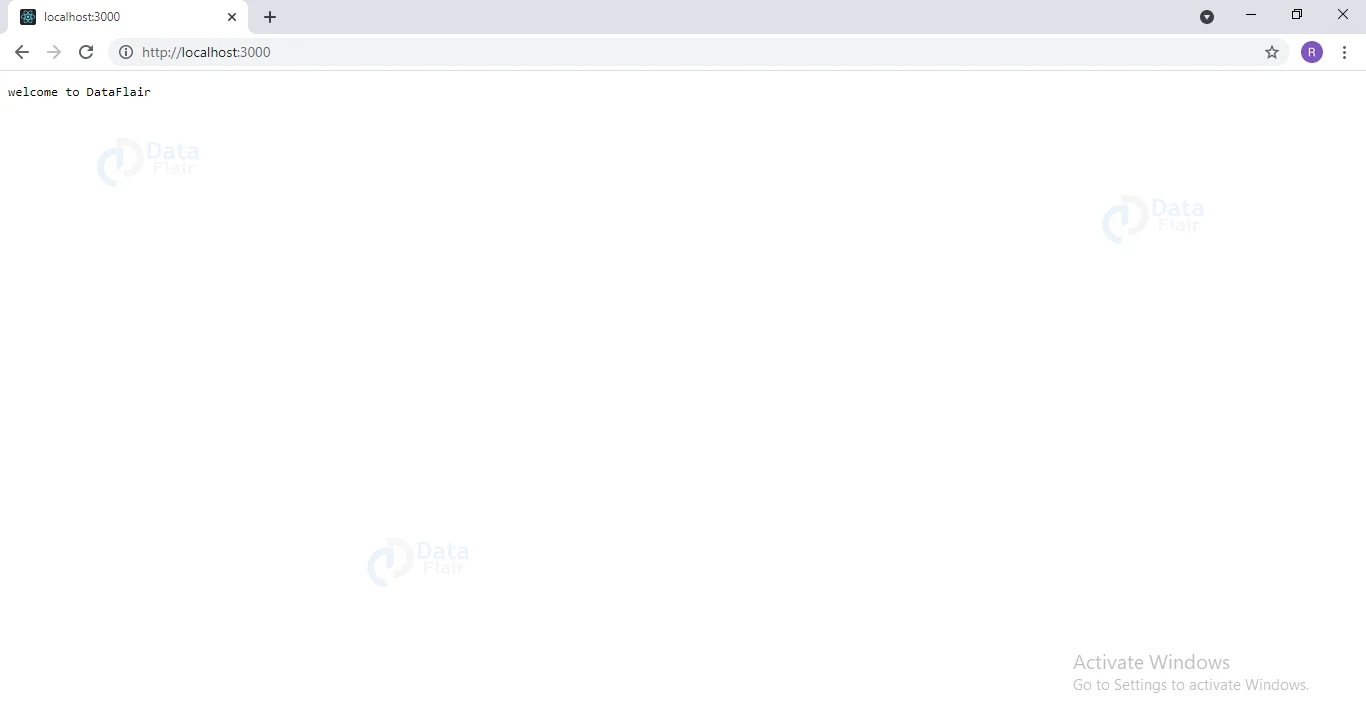 localhost:3000
http://localhost:3000
R
welcome to DataFlair
Data
Flair
Data
Flair
Data
Flair
Activate Windows
Go to Settings to activate Windows.